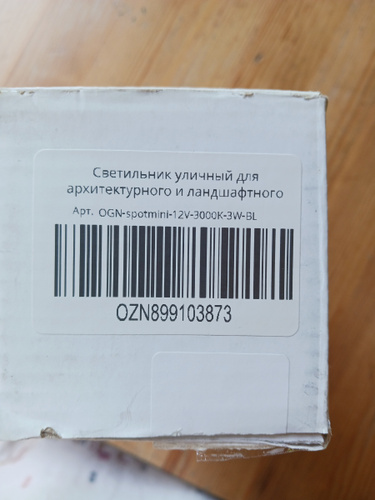 Светильник уличный для
архитектурного и ландшафтного
Арт. OGN-spotmini-12V-3000K-3W-BL
OZN899103873